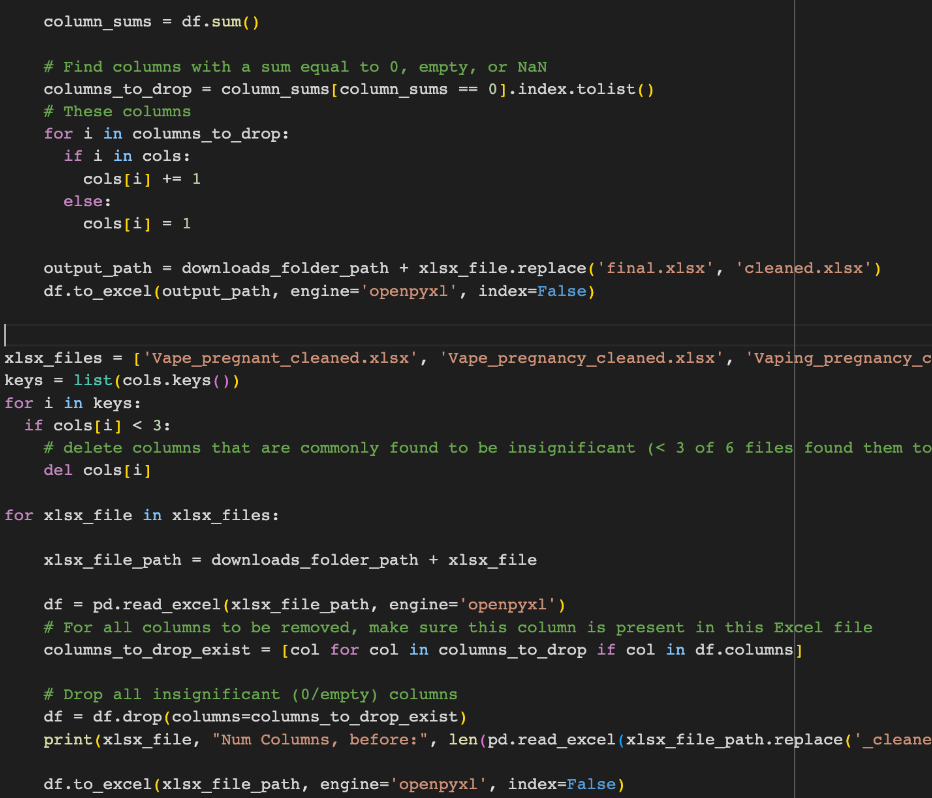 column_sums = df.sum()
# Find columns with a sum equal to 0, empty, or NaN
columns_to_drop = column_sums[column_sums == 0].index.tolist()
# These columns
for i in columns_to_drop:
if i in cols:
cols[i] += 1
else:
cols[i] = 1
output_path = downloads_folder_path + xlsx_file.replace('final.xlsx', 'cleaned.xlsx')
df.to_excel(output_path, engine='openpyxl', index=False)
xlsx_files = ['Vape_pregnant_cleaned.xlsx', 'Vape_pregnancy_cleaned.xlsx', 'Vaping_pregnancy_c
keys = list(cols.keys())
for i in keys:
if cols[i] < 3:
# delete columns that are commonly found to be insignificant (< 3 of 6 files found them to
del cols[i]
for xlsx_file in xlsx_files:
xlsx_file_path = downloads_folder_path + xlsx_file
df = pd.read_excel(xlsx_file_path, engine='openpyxl')
# For all columns to be removed, make sure this column is present in this Excel file
columns_to_drop_exist = [col for col in columns_to_drop if col in df.columns]
# Drop all insignificant (0/empty) columns
df = df.drop(columns=columns_to_drop_exist)
print(xlsx_file, "Num Columns, before:", len(pd.read_excel(xlsx_file_path.replace('_cleane
df.to_excel(xlsx_file_path, engine='openpyxl', index=False)